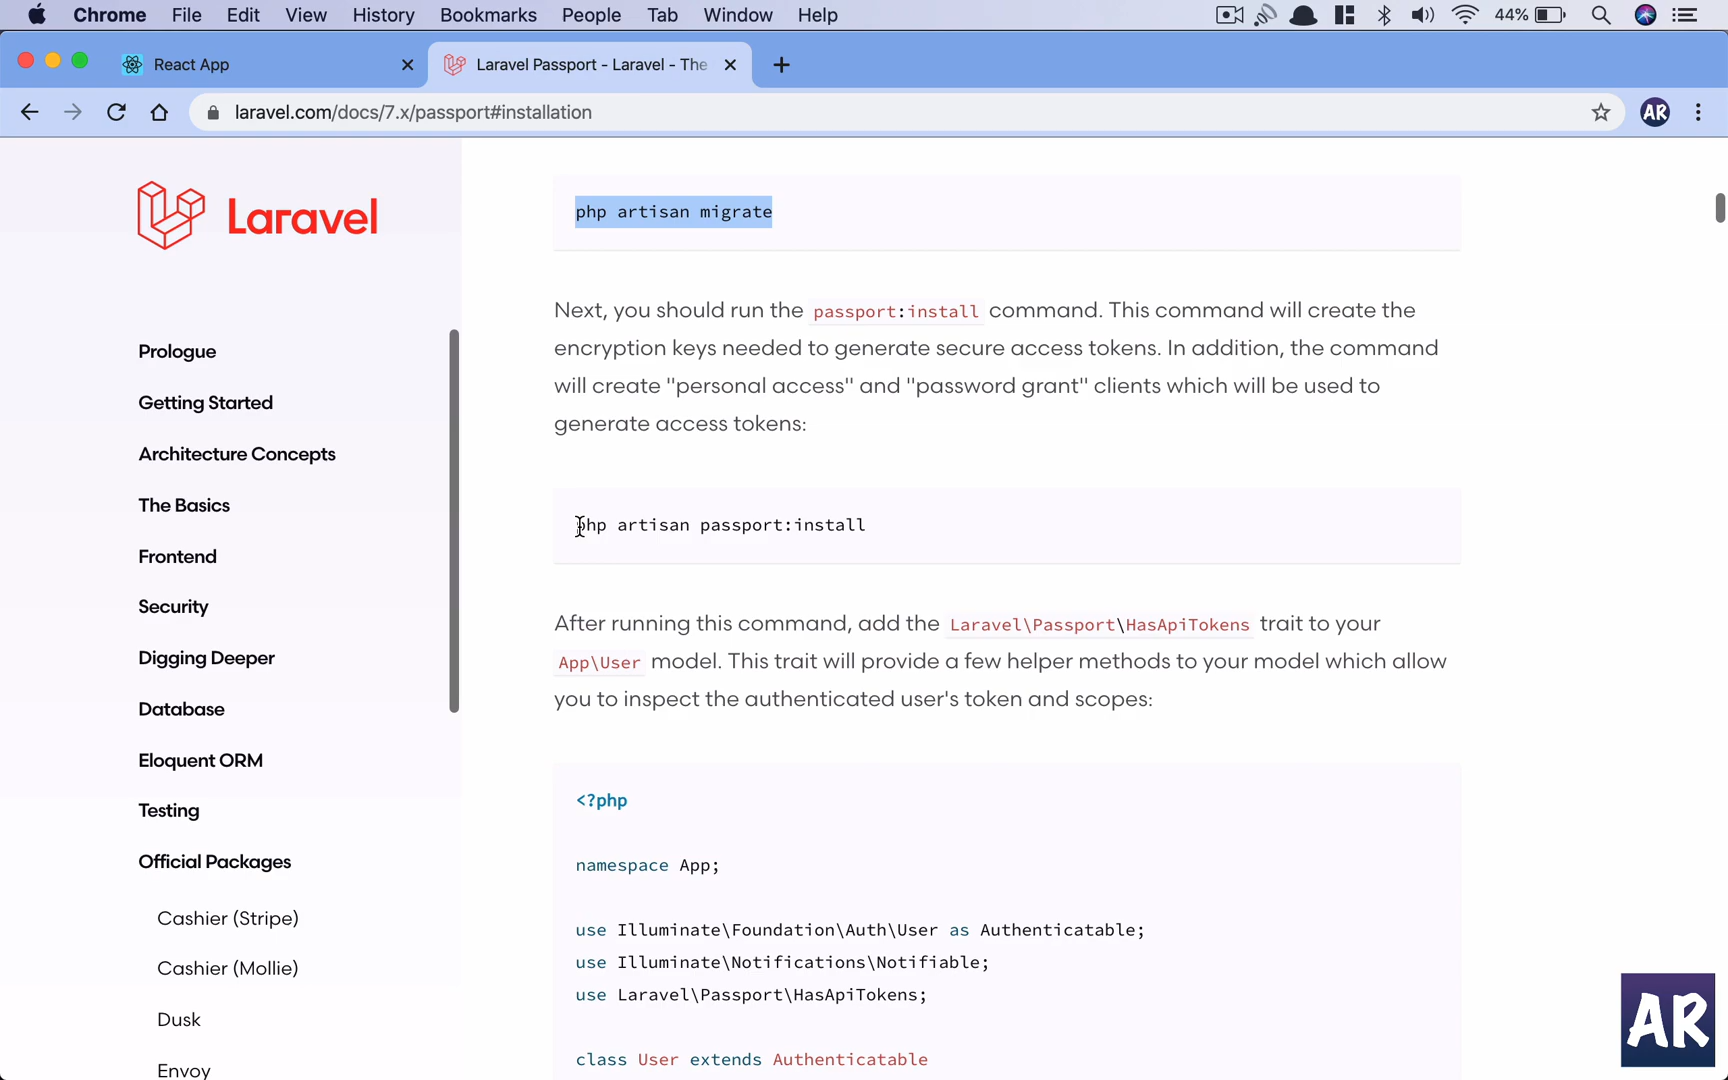 Chrome File Edit View History Bookmarks People Tab Window Help 44%
React App
Laravel Passport - Laravel - The
laravel.com/docs/7.x/passport#installation
AR
Laravel
Prologue
Getting Started
Architecture Concepts
The Basics
Frontend
Security
Digging Deeper
Database
Eloquent ORM
Testing
Official Packages
Cashier (Stripe)
Cashier (Mollie)
Dusk
Envoy
php artisan migrate
Next, you should run the passport:install command. This command will create the
encryption keys needed to generate secure access tokens. In addition, the command
will create "personal access" and "password grant" clients which will be used to
generate access tokens:
php artisan passport:install
After running this command, add the Laravel\Passport\HasApiTokens trait to your
App\User model. This trait will provide a few helper methods to your model which allow
you to inspect the authenticated user's token and scopes:
<?php
namespace App;
use Illuminate\Foundation\Auth\User as Authenticatable;
use Illuminate\Notifications\Notifiable;
use Laravel\Passport\HasApiTokens;
class User extends Authenticatable
AR